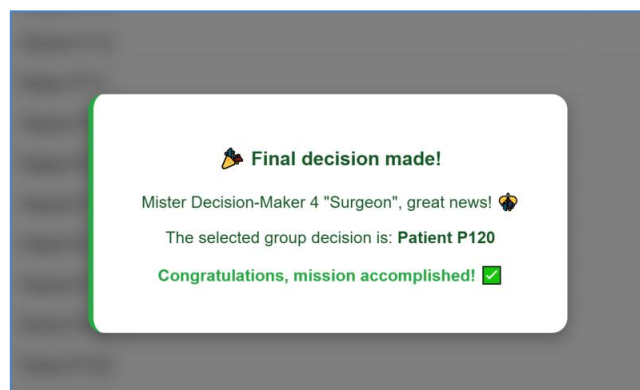 🎉 Final decision made!
Mister Decision-Maker 4 "Surgeon", great news!
The selected group decision is: Patient P120
Congratulations, mission accomplished! ✅